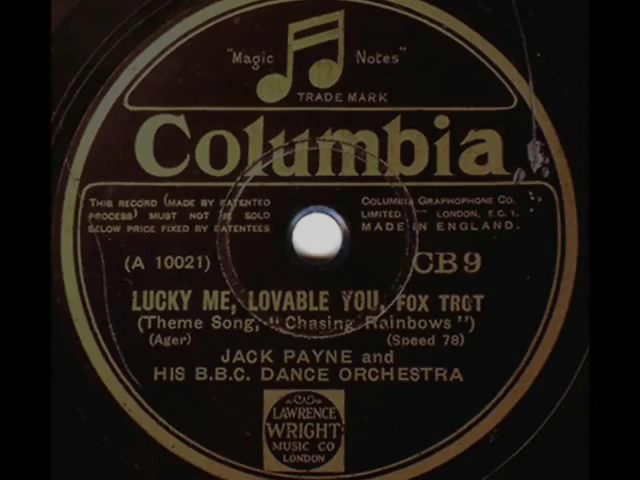 "Magic Notes"
TRADE MARK
Columbia
THIS RECORD (MADE BY PATENTED
PROCESS) MUST NOT BE SOLD
BELOW PRICE FIXED BY PATENTEES
COLUMBIA GRAPHOPHONE CO.
LIMITED LONDON, E.C.1.
MADE IN ENGLAND.
(A 10021)
CB 9
LUCKY ME, LOVABLE YOU, FOX TROT
(Theme Song, "Chasing Rainbows")
(Ager) (Speed 78)
JACK PAYNE and
HIS B.B.C. DANCE ORCHESTRA
LAWRENCE
WRIGHT
MUSIC CO
LONDON